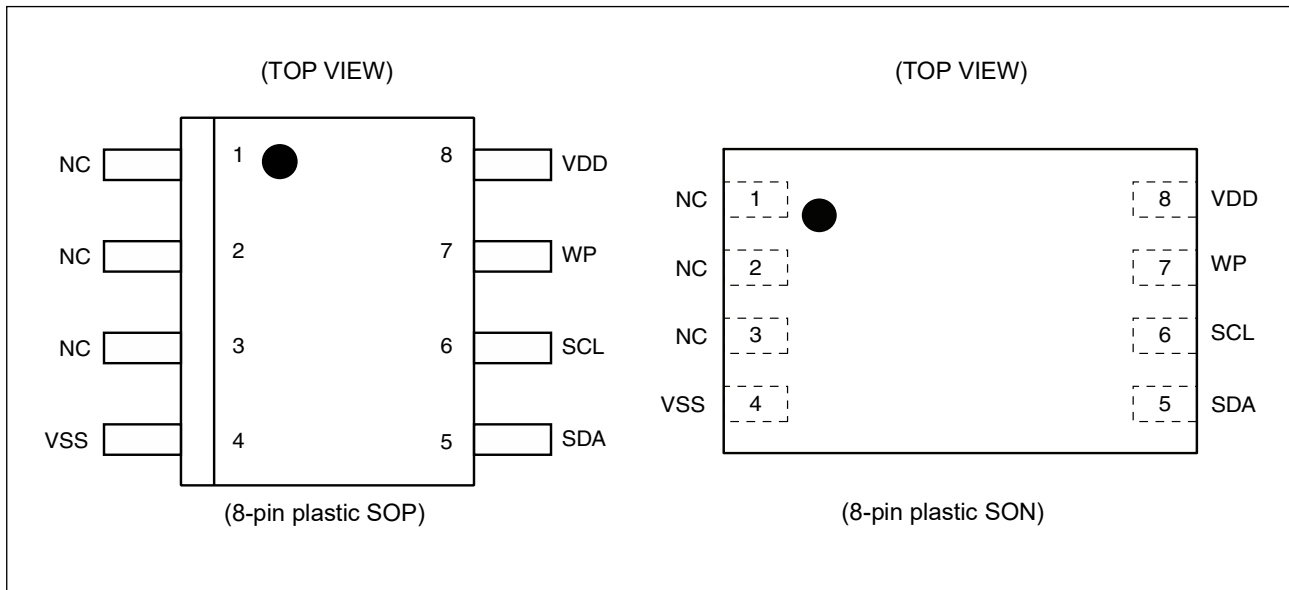 (TOP VIEW)
NC 1 8 VDD
NC 2 7 WP
NC 3 6 SCL
VSS 4 5 SDA
(8-pin plastic SOP)
(TOP VIEW)
NC 1 8 VDD
NC 2 7 WP
NC 3 6 SCL
VSS 4 5 SDA
(8-pin plastic SON)